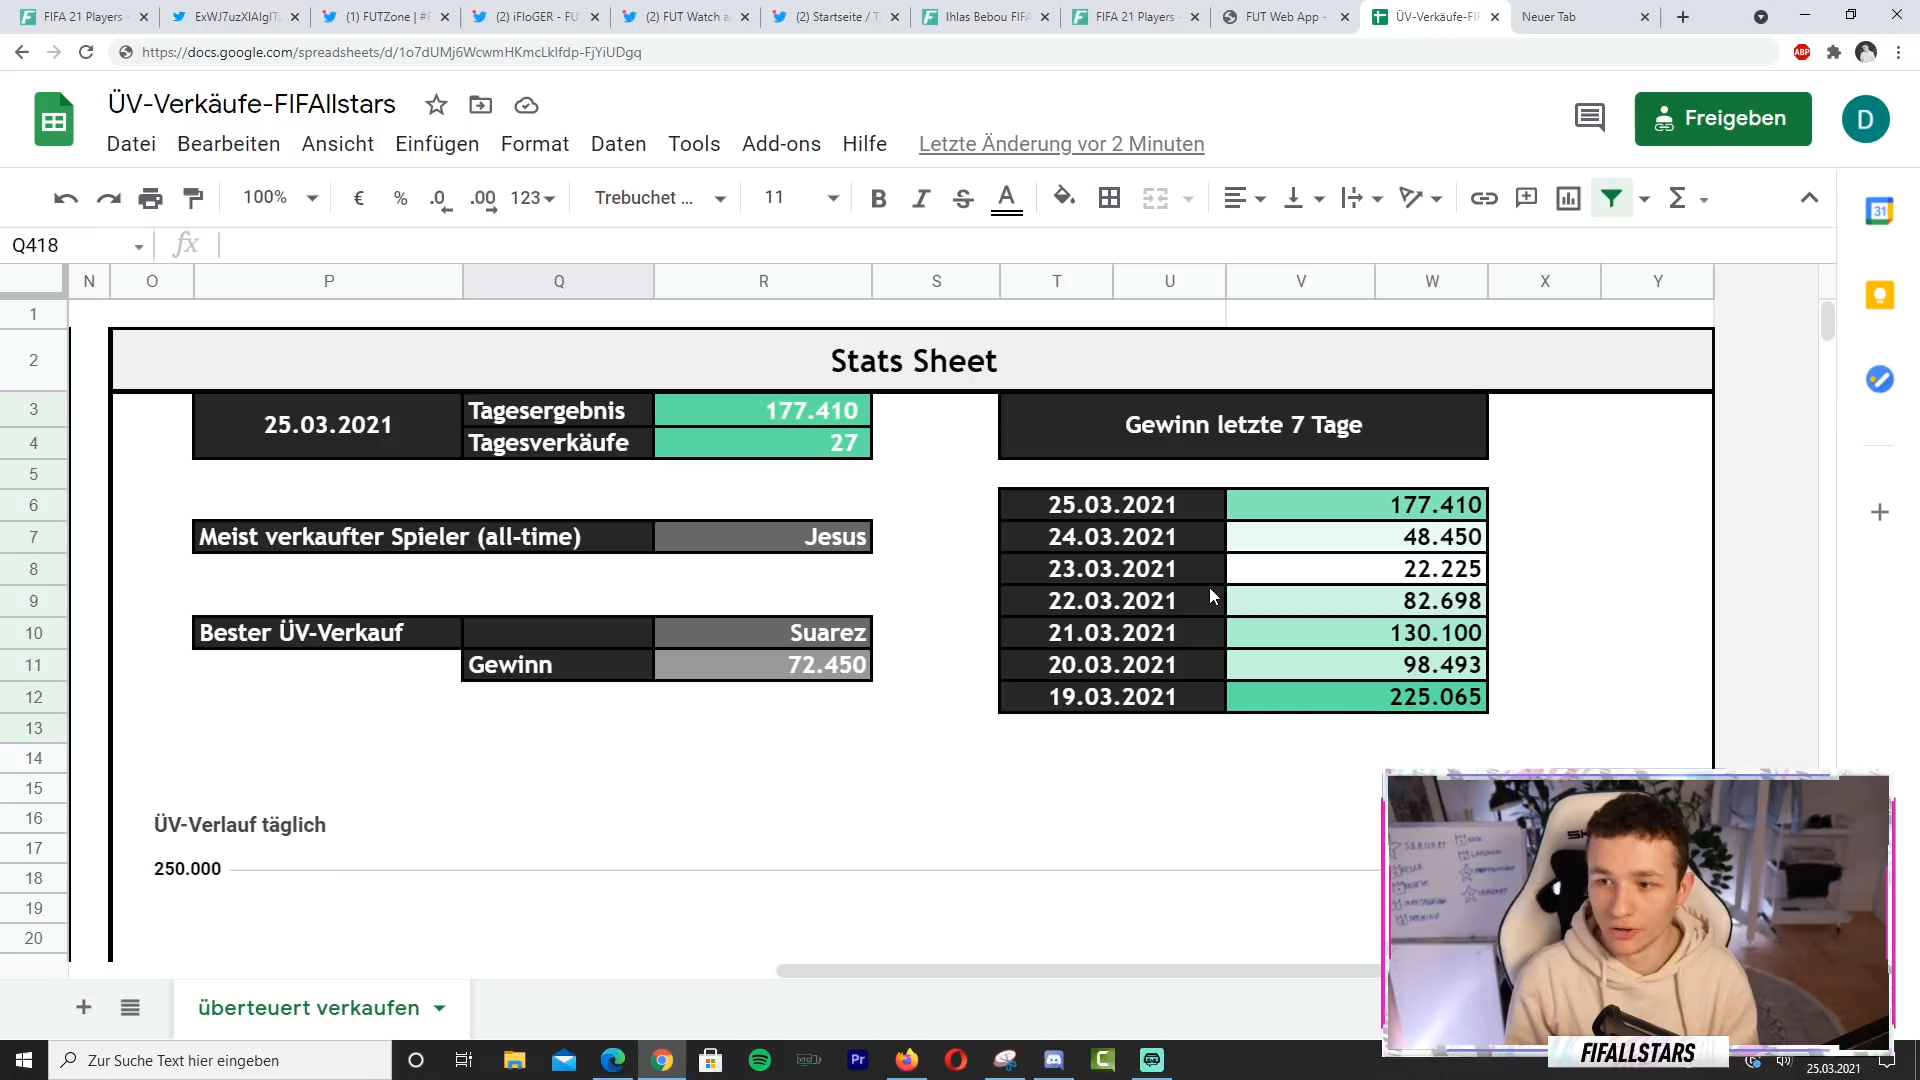 FIFA 21 Players -
ExWJ7uzXIAIgIT
(1) FUTZone | #F
(2) iFloGER - FU
(2) FUT Watch a
(2) Startseite / T
Ihlas Bebou FIFA
FIFA 21 Players -
FUT Web App -
ÜV-Verkäufe-FI
Neuer Tab
https://docs.google.com/spreadsheets/d/1o7dUMj6WcwmHKmcLkIfdp-FjYiUDgq
ABP
ÜV-Verkäufe-FIFAllstars
Datei Bearbeiten Ansicht Einfügen Format Daten Tools Add-ons Hilfe Letzte Änderung vor 2 Minuten
Freigeben
D
100% € % .0 .00 123 Trebuchet ... 11 B I S A Σ
31
Q418 fx
N O P Q R S T U V W X Y
1
2 Stats Sheet
3 25.03.2021 Tagesergebnis 177.410 Gewinn letzte 7 Tage
4 Tagesverkäufe 27
5
6 25.03.2021 177.410
7 Meist verkaufter Spieler (all-time) Jesus 24.03.2021 48.450
8 23.03.2021 22.225
9 22.03.2021 82.698
10 Bester ÜV-Verkauf Suarez 21.03.2021 130.100
11 Gewinn 72.450 20.03.2021 98.493
12 19.03.2021 225.065
13
14
15
16 ÜV-Verlauf täglich
17
18 250.000
19
20
überteuert verkaufen
FIFALLSTARS
Zur Suche Text hier eingeben
Pr
25.03.2021